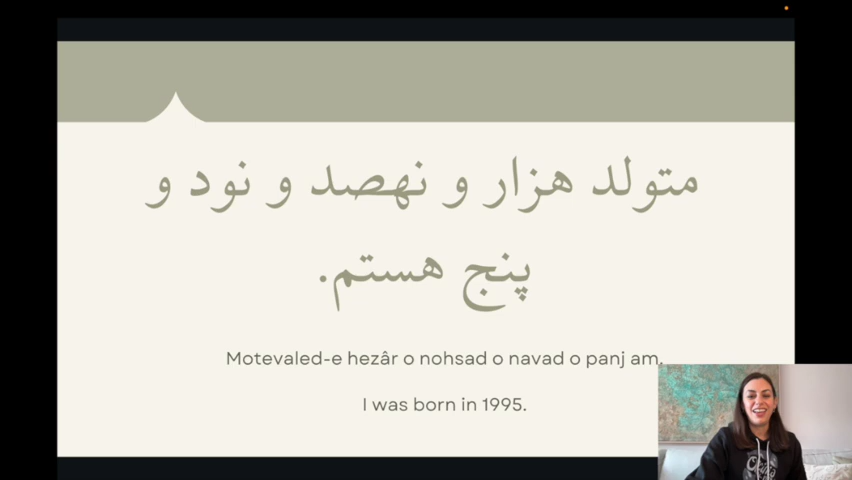 متولد هزار و نهصد و نود و
پنج هستم.
Motevaled-e hezâr o nohsad o navad o panj am.
I was born in 1995.